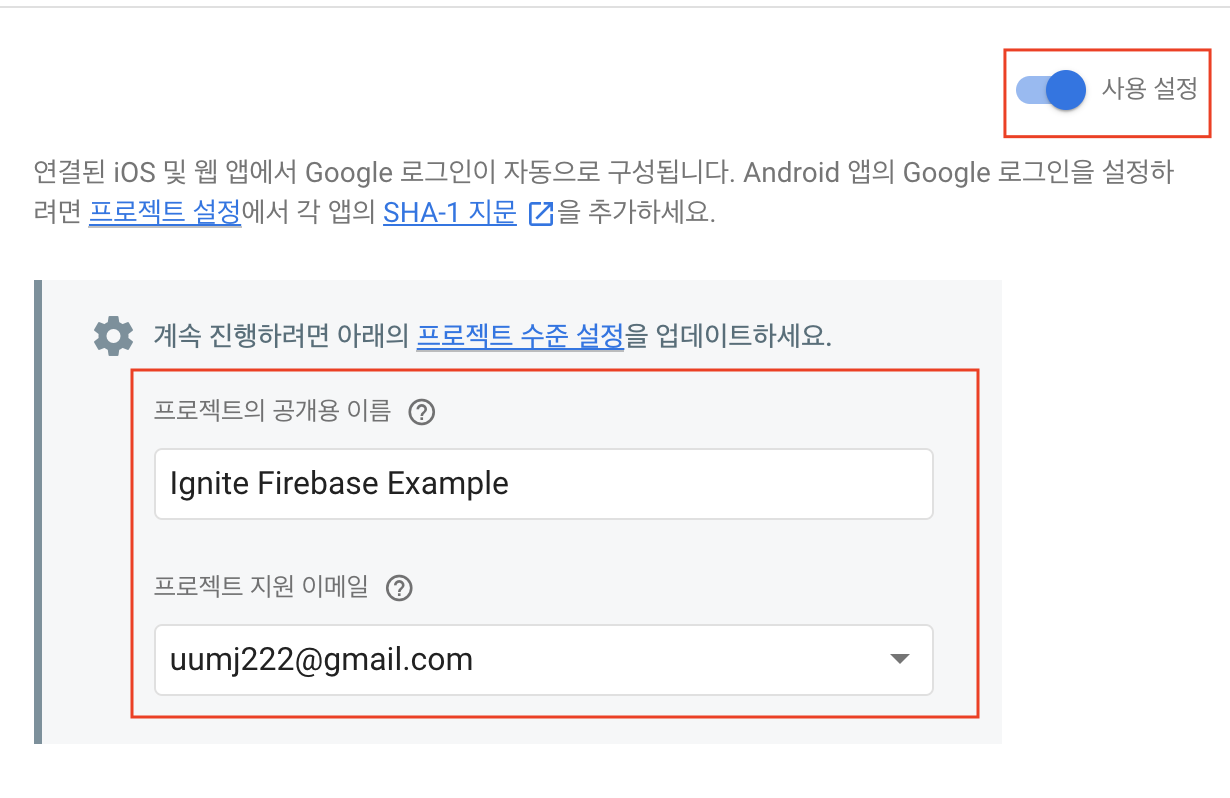 사용 설정
연결된 iOS 및 웹 앱에서 Google 로그인이 자동으로 구성됩니다. Android 앱의 Google 로그인을 설정하
려면 프로젝트 설정에서 각 앱의 SHA-1 지문 을 추가하세요.
계속 진행하려면 아래의 프로젝트 수준 설정을 업데이트하세요.
프로젝트의 공개용 이름
Ignite Firebase Example
프로젝트 지원 이메일
uumj222@gmail.com